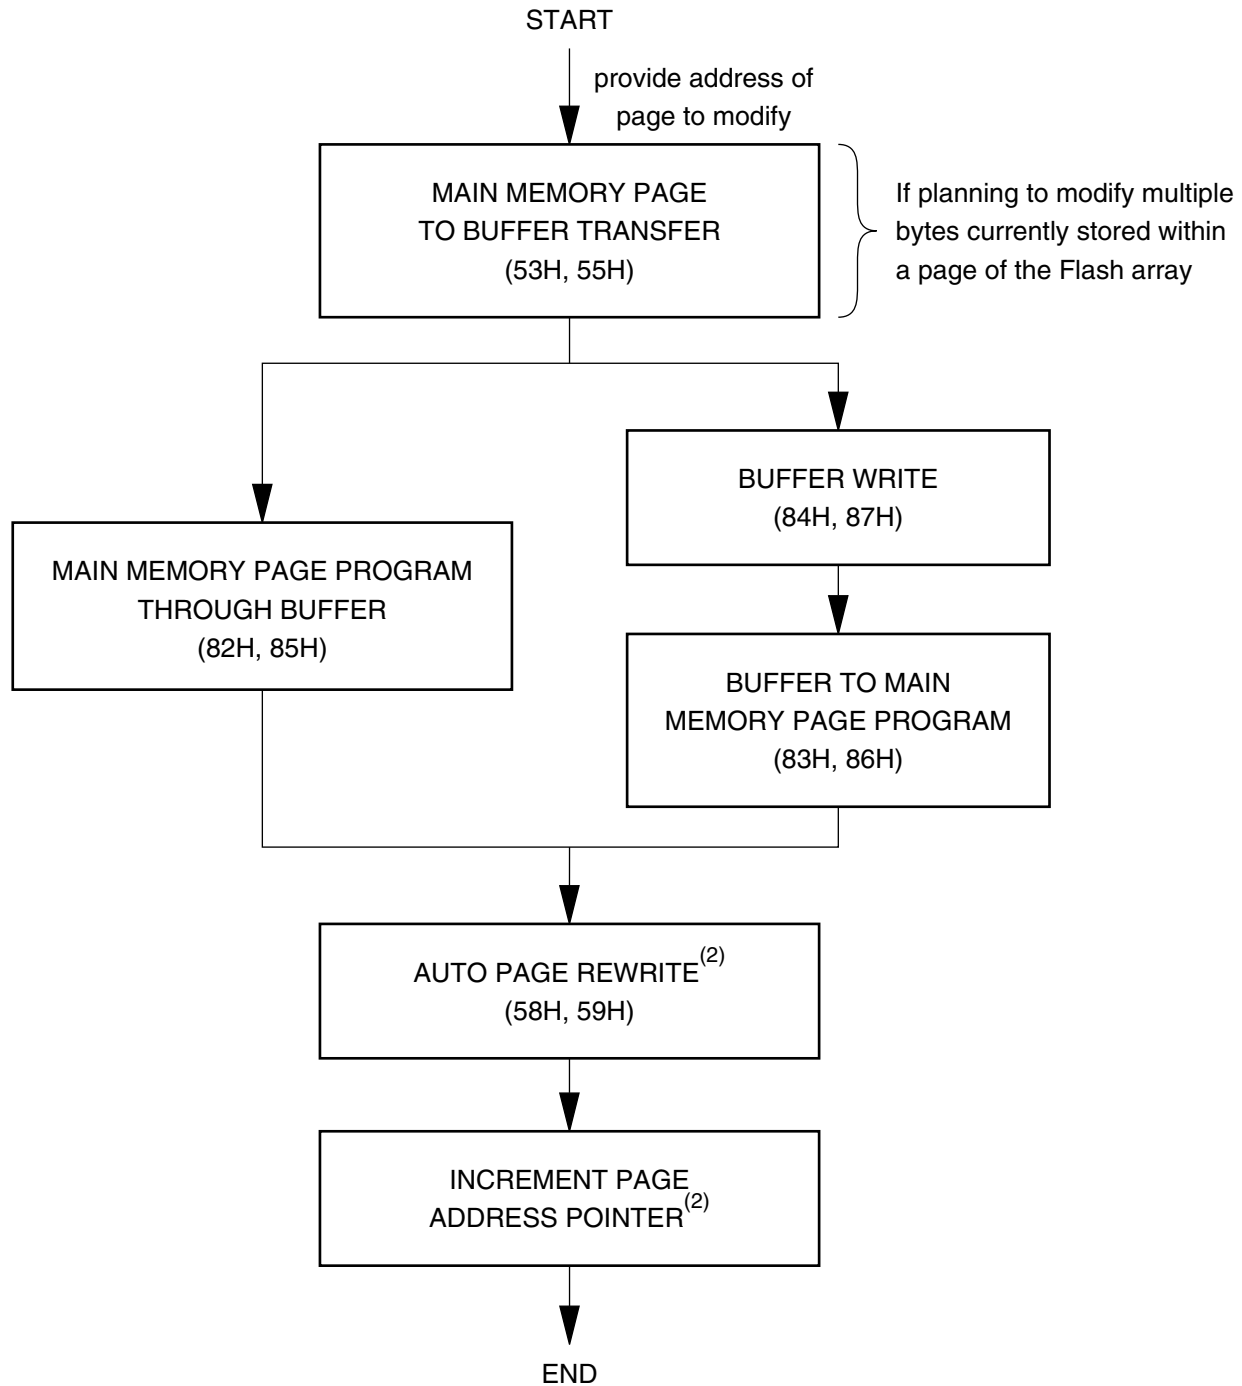 START
provide address of
page to modify
MAIN MEMORY PAGE
TO BUFFER TRANSFER
(53H, 55H)
If planning to modify multiple
bytes currently stored within
a page of the Flash array
BUFFER WRITE
(84H, 87H)
MAIN MEMORY PAGE PROGRAM
THROUGH BUFFER
(82H, 85H)
BUFFER TO MAIN
MEMORY PAGE PROGRAM
(83H, 86H)
AUTO PAGE REWRITE(2)
(58H, 59H)
INCREMENT PAGE
ADDRESS POINTER(2)
END